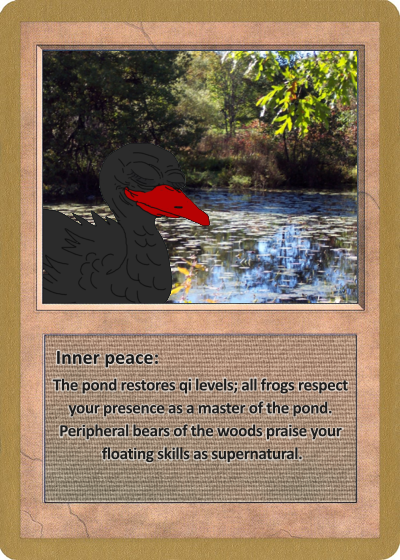 Inner peace:
The pond restores qi levels; all frogs respect
your presence as a master of the pond.
Peripheral bears of the woods praise your
floating skills as supernatural.